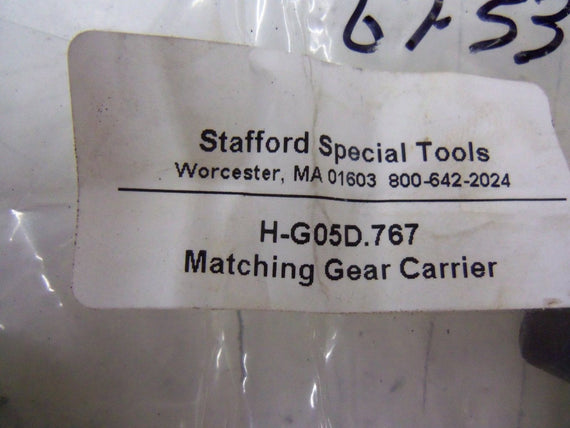 Stafford Special Tools
Worcester, MA 01603 800-642-2024
H-G05D.767
Matching Gear Carrier